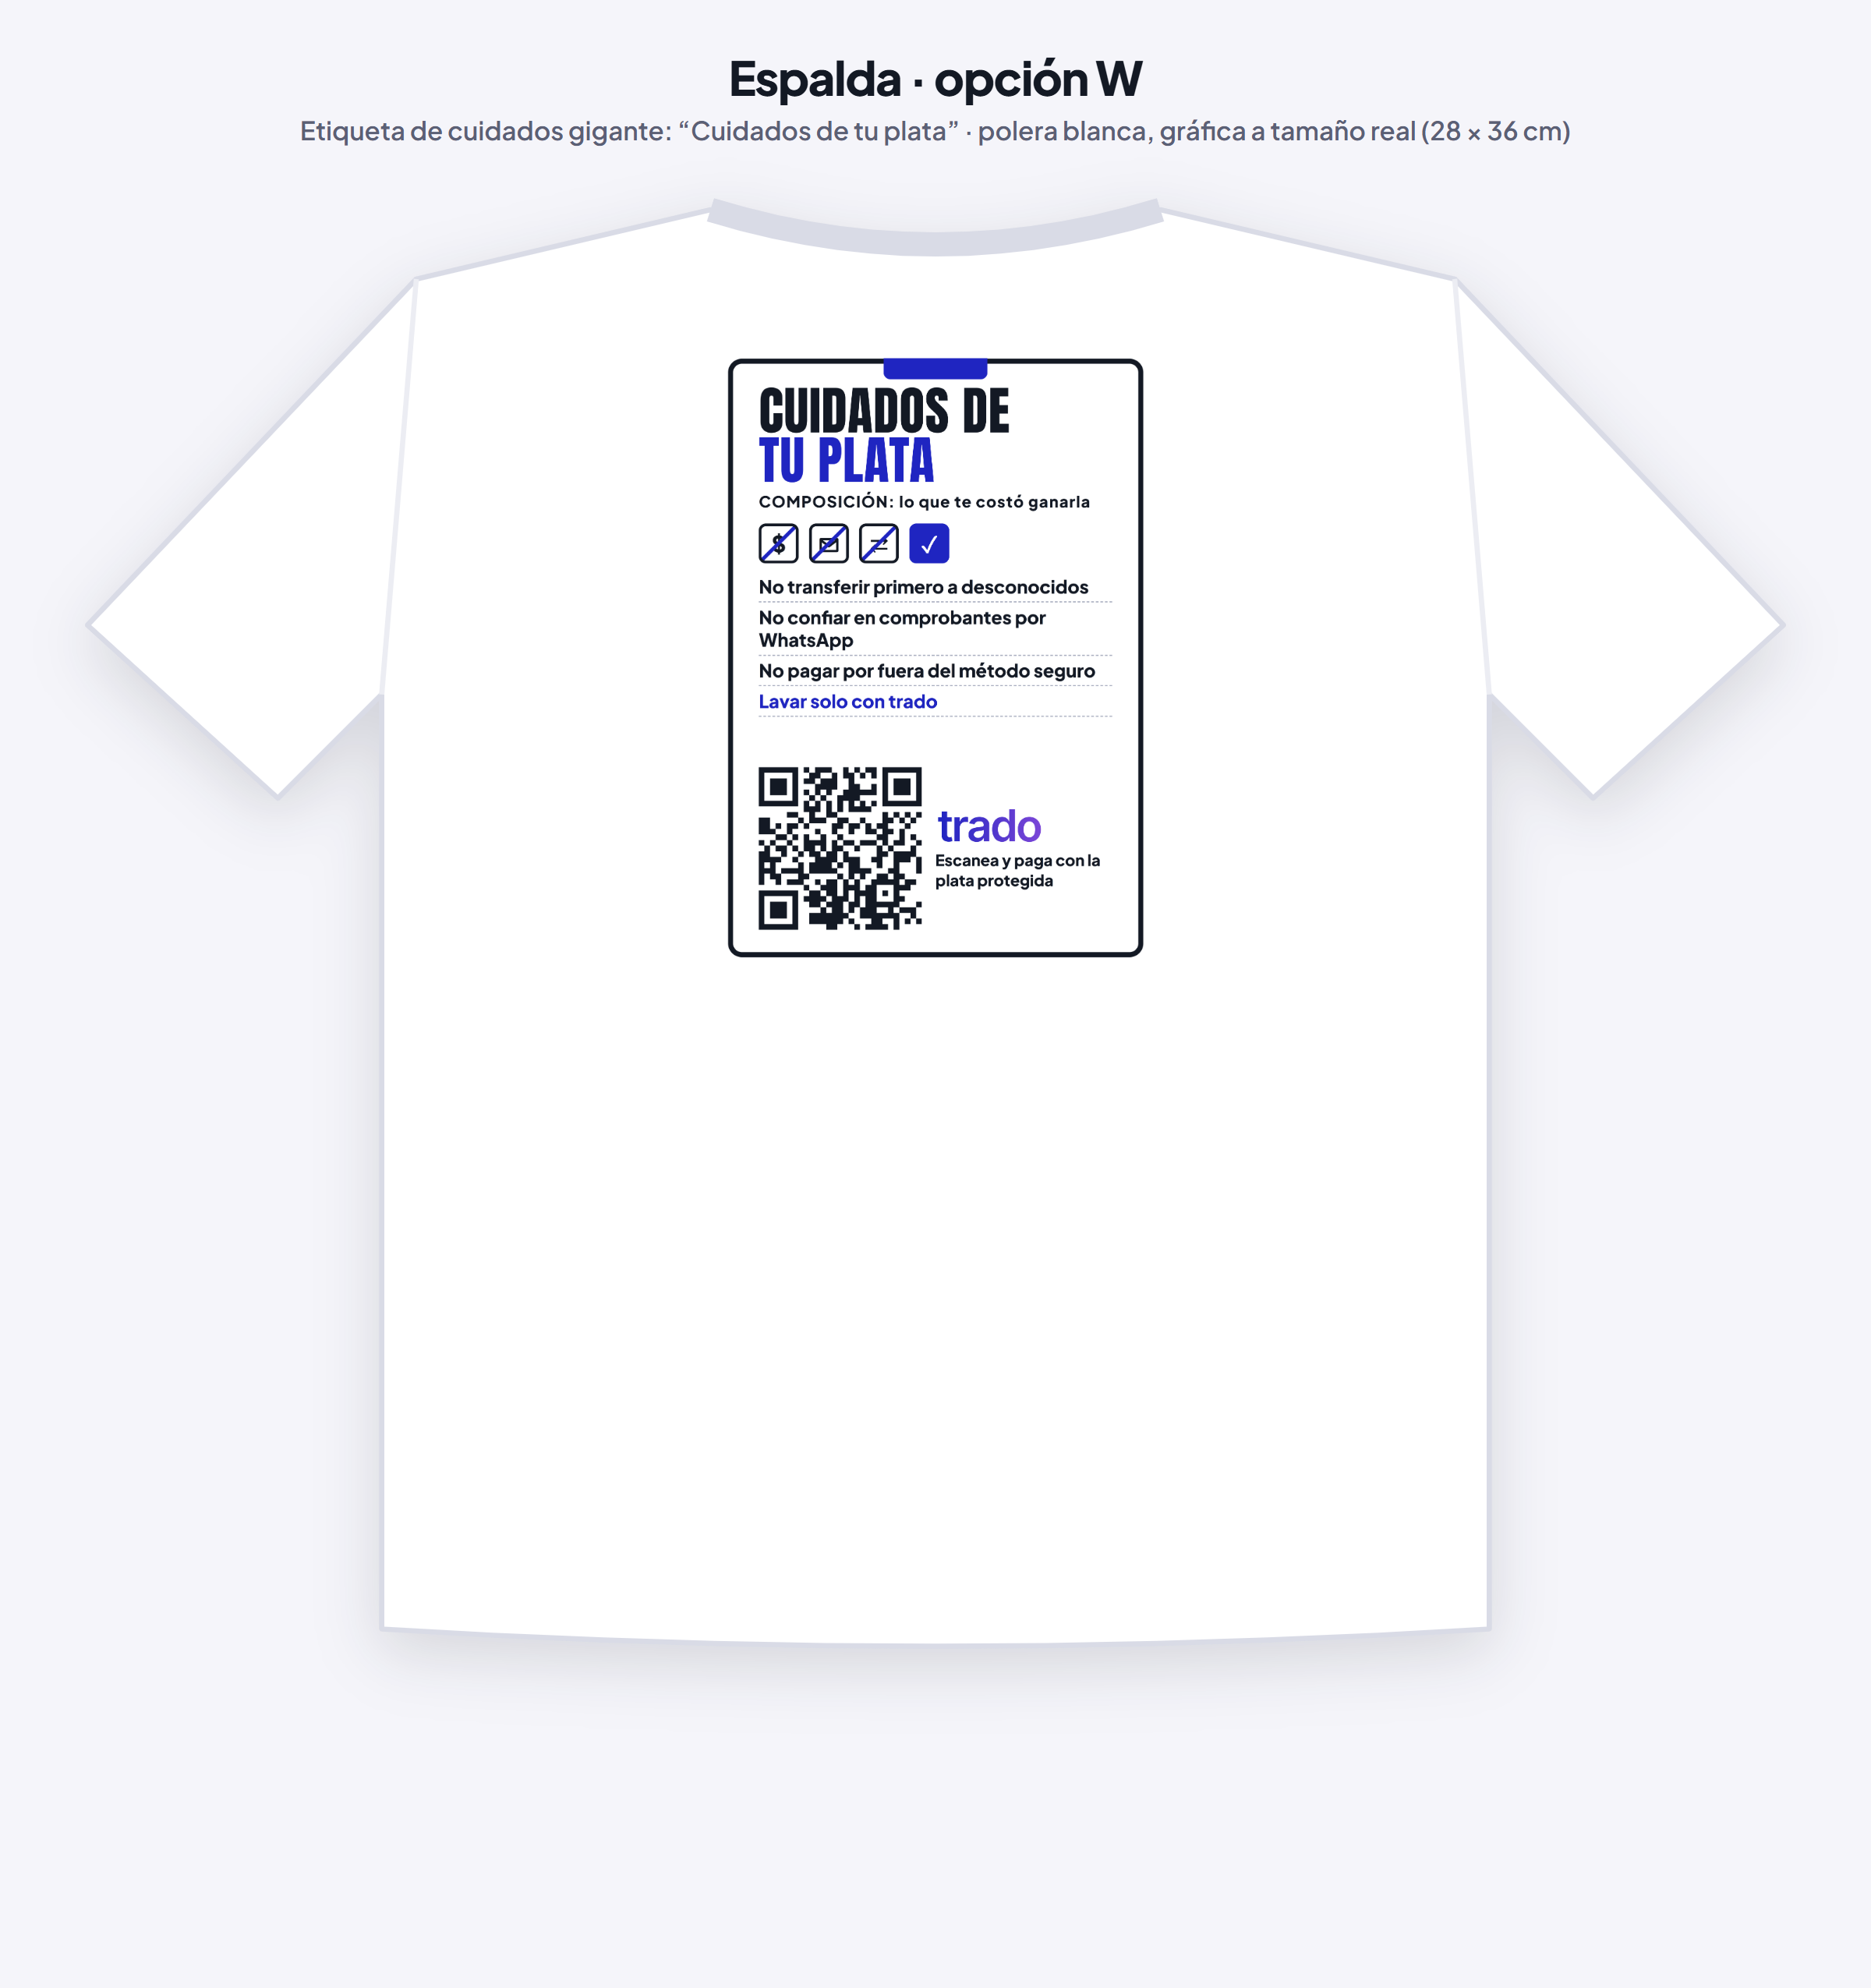 Espalda · opción W
Etiqueta de cuidados gigante: “Cuidados de tu plata” · polera blanca, gráfica a tamaño real (28 × 36 cm)
CUIDADOS DE
TU PLATA
COMPOSICIÓN: lo que te costó ganarla
$
No transferir primero a desconocidos
No confiar en comprobantes por
WhatsApp
No pagar por fuera del método seguro
Lavar solo con trado
trado
Escanea y paga con la
plata protegida